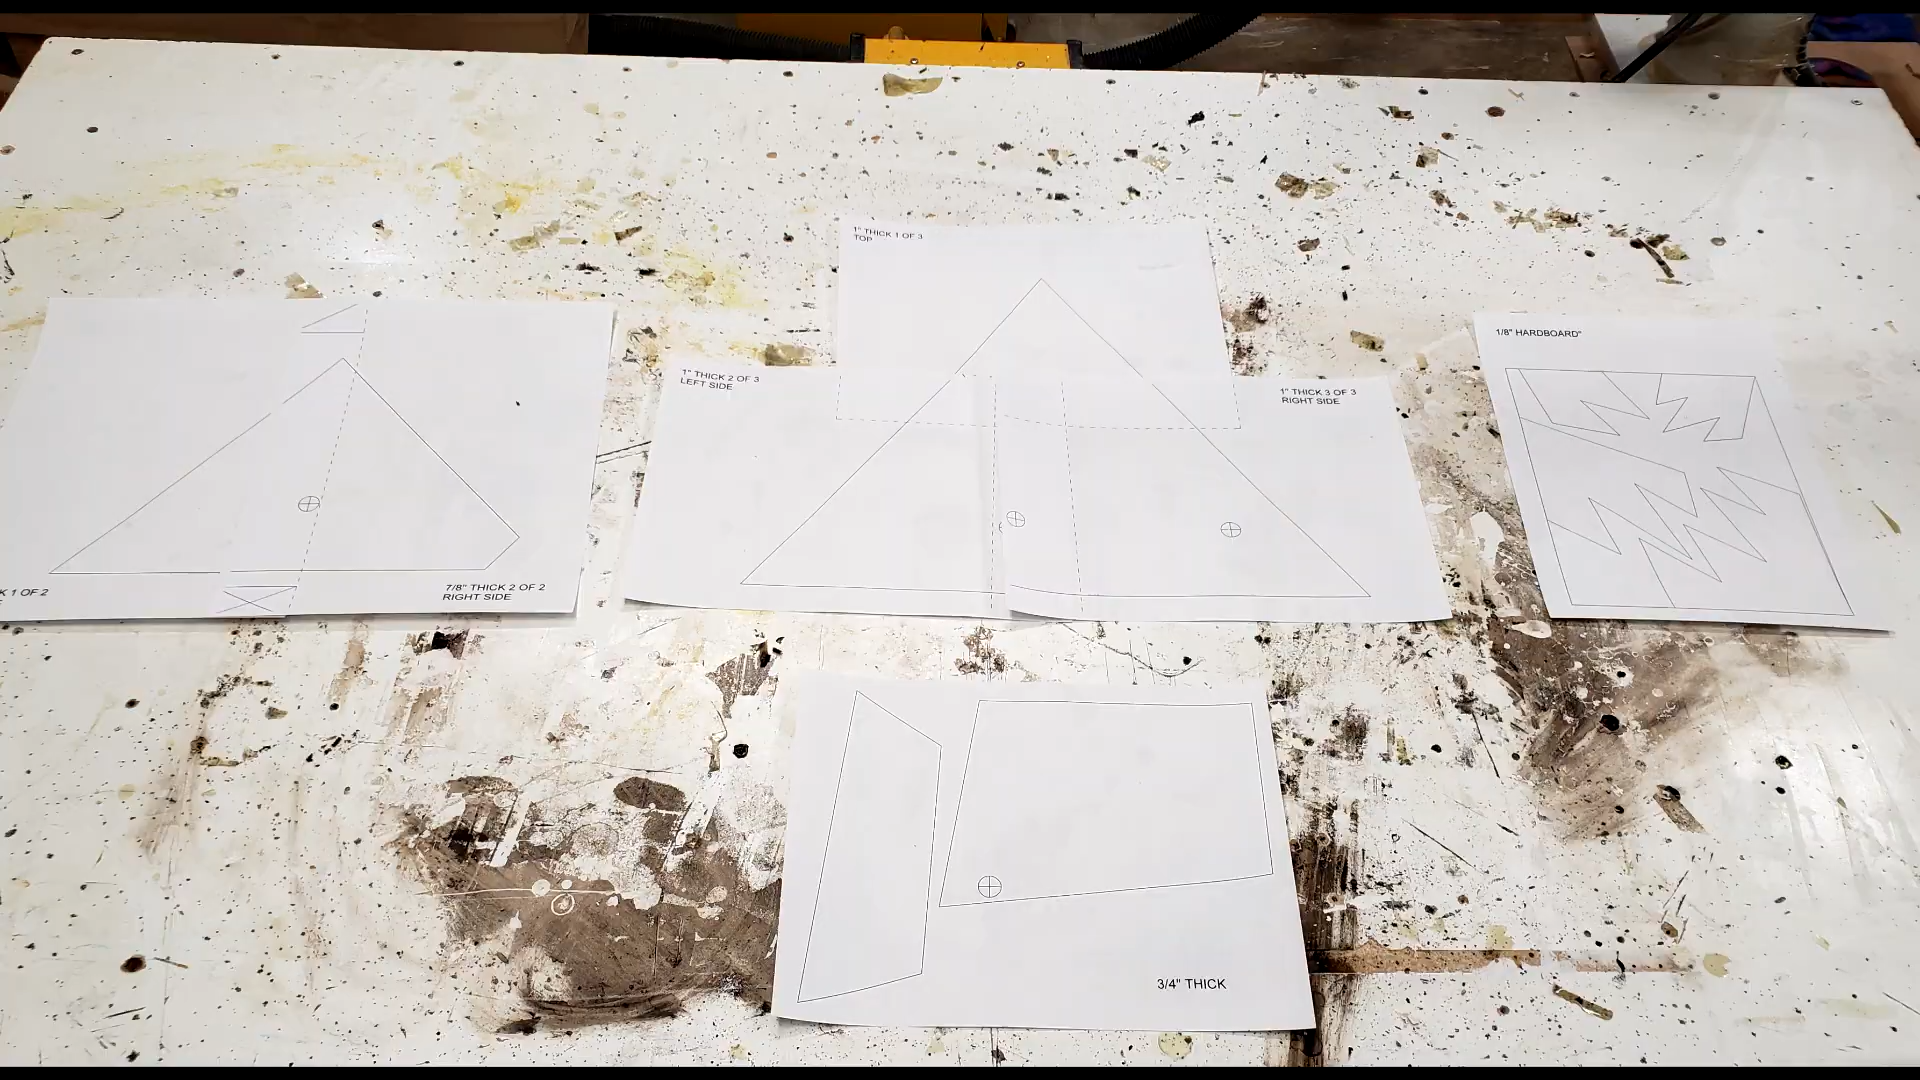 1" THICK 1 OF 3
TOP
1" THICK 2 OF 3
LEFT SIDE
1" THICK 3 OF 3
RIGHT SIDE
1/8" HARDBOARD"
1 OF 2
7/8" THICK 2 OF 2
RIGHT SIDE
3/4" THICK